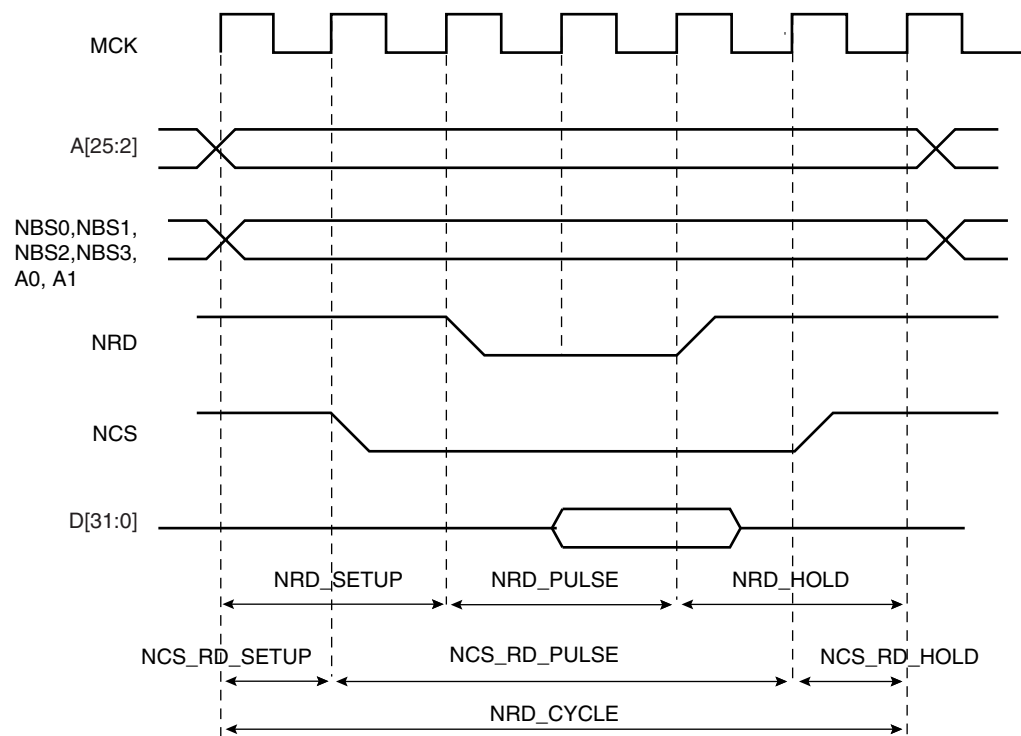 MCK
A[25:2]
NBS0,NBS1,
NBS2,NBS3,
A0, A1
NRD
NCS
D[31:0]
NRD_SETUP
NRD_PULSE
NRD_HOLD
NCS_RD_SETUP
NCS_RD_PULSE
NCS_RD_HOLD
NRD_CYCLE